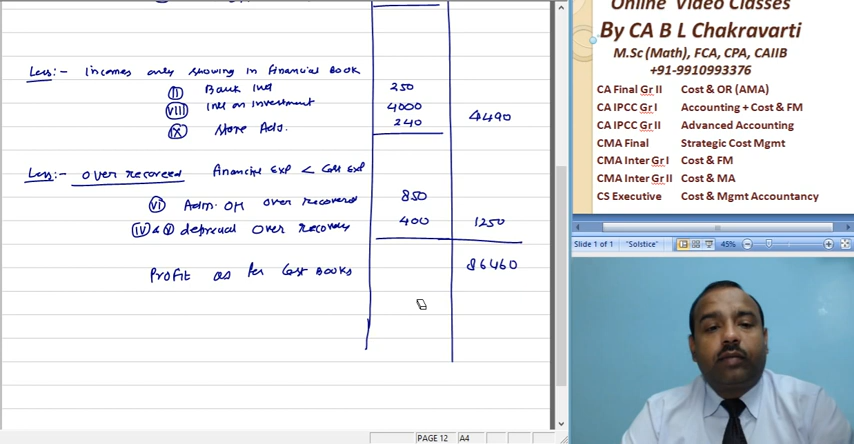 Online Video Classes
By CA B L Chakravarti
M.Sc (Math), FCA, CPA, CAIIB
+91-9910993376
CA Final Gr II Cost & OR (AMA)
CA IPCC Gr I Accounting + Cost & FM
CA IPCC Gr II Advanced Accounting
CMA Final Strategic Cost Mgmt
CMA Inter Gr I Cost & FM
CMA Inter Gr II Cost & MA
CS Executive Cost & Mgmt Accountancy
Slide 1 of 1 "Solstice" 45%
Less:- Incomes only showing in Financial Book
(II) Bank Int 250
(VIII) Int on Investment 4000
(IX) Store Adj. 240 4490
Less:- Over recovered Financial Exp < Cost Exp
(VI) Adm. OH over recovered 850
(IV) & (V) over recovery 400 1250
Profit as Per Cost Books 86460
PAGE 12 A4